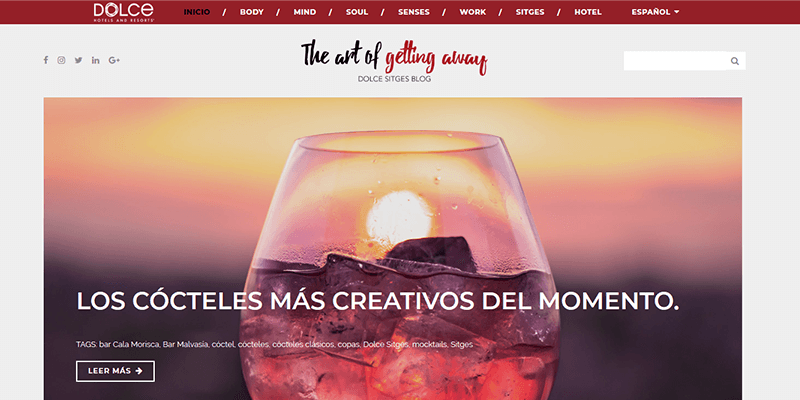 DOLCE
HOTELS AND RESORTS®
INICIO / BODY / MIND / SOUL / SENSES / WORK / SITGES / HOTEL
ESPAÑOL
The art of getting away
DOLCE SITGES BLOG
LOS CÓCTELES MÁS CREATIVOS DEL MOMENTO.
TAGS: bar Cala Morisca, Bar Malvasía, cóctel, cócteles, cócteles clásicos, copas, Dolce Sitges, mocktails, Sitges
LEER MÁS